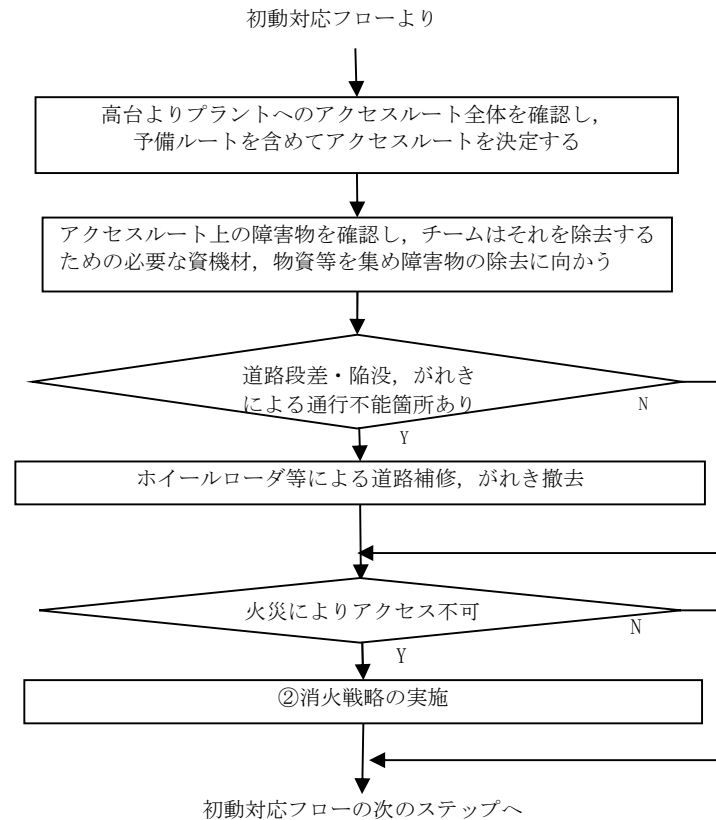 初動対応フローより
高台よりプラントへのアクセスルート全体を確認し，
予備ルートを含めてアクセスルートを決定する
アクセスルート上の障害物を確認し，チームはそれを除去する
ための必要な資機材，物資等を集め障害物の除去に向かう
道路段差・陥没，がれき
による通行不能箇所あり
N
Y
ホイールローダ等による道路補修，がれき撤去
火災によりアクセス不可
N
Y
②消火戦略の実施
初動対応フローの次のステップへ